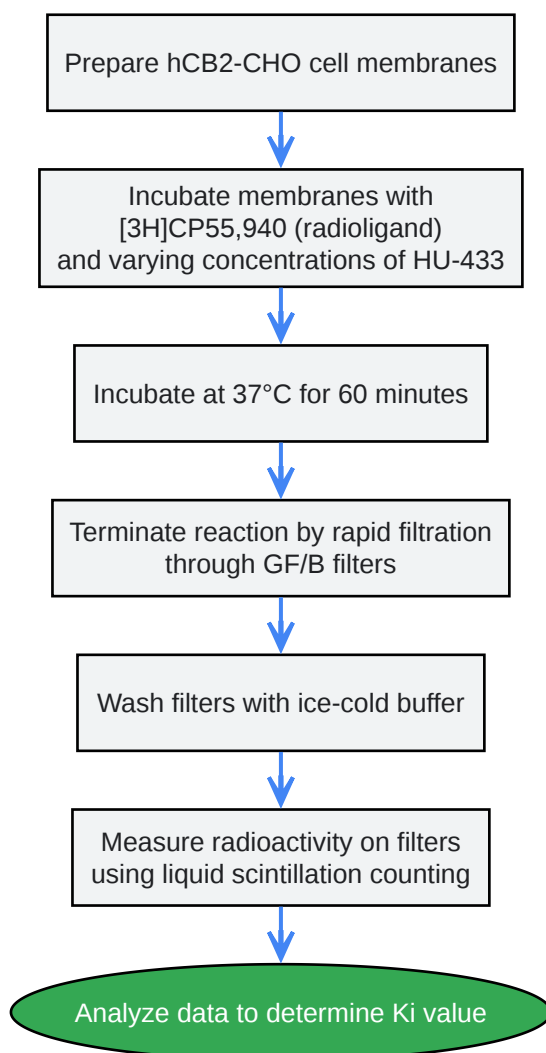 Prepare hCB2-CHO cell membranes
Incubate membranes with
[3H]CP55,940 (radioligand)
and varying concentrations of HU-433
Incubate at 37°C for 60 minutes
Terminate reaction by rapid filtration
through GF/B filters
Wash filters with ice-cold buffer
Measure radioactivity on filters
using liquid scintillation counting
Analyze data to determine Ki value